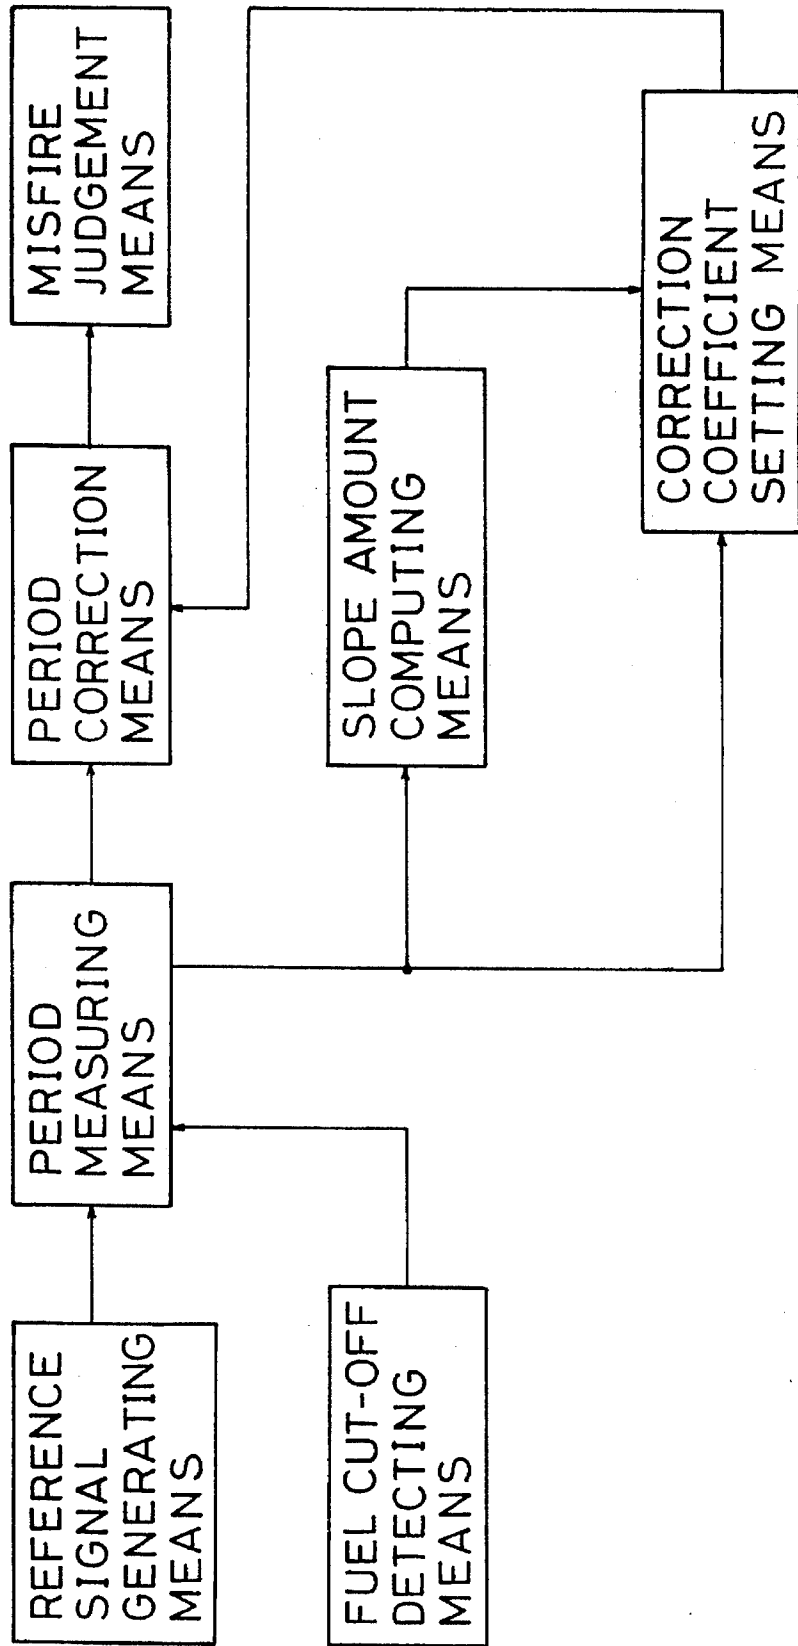 REFERENCE
SIGNAL
GENERATING
MEANS
PERIOD
MEASURING
MEANS
PERIOD
CORRECTION
MEANS
MISFIRE
JUDGEMENT
MEANS
FUEL CUT-OFF
DETECTING
MEANS
SLOPE AMOUNT
COMPUTING
MEANS
CORRECTION
COEFFICIENT
SETTING MEANS